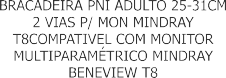 BRACADEIRA PNI ADULTO 25-31CM
2 VIAS P/ MON MINDRAY
T8COMPATIVEL COM MONITOR
MULTIPARAMÉTRICO MINDRAY
BENEVIEW T8